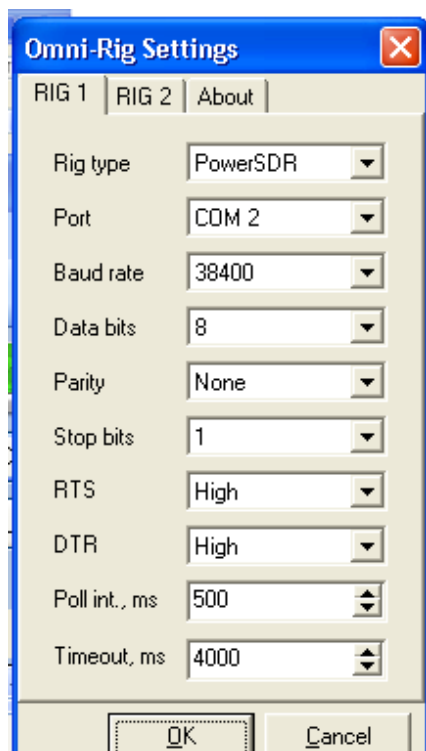 Omni-Rig Settings
RIG 1 RIG 2 About
Rig type PowerSDR
Port COM 2
Baud rate 38400
Data bits 8
Parity None
Stop bits 1
RTS High
DTR High
Poll int., ms 500
Timeout, ms 4000
OK Cancel